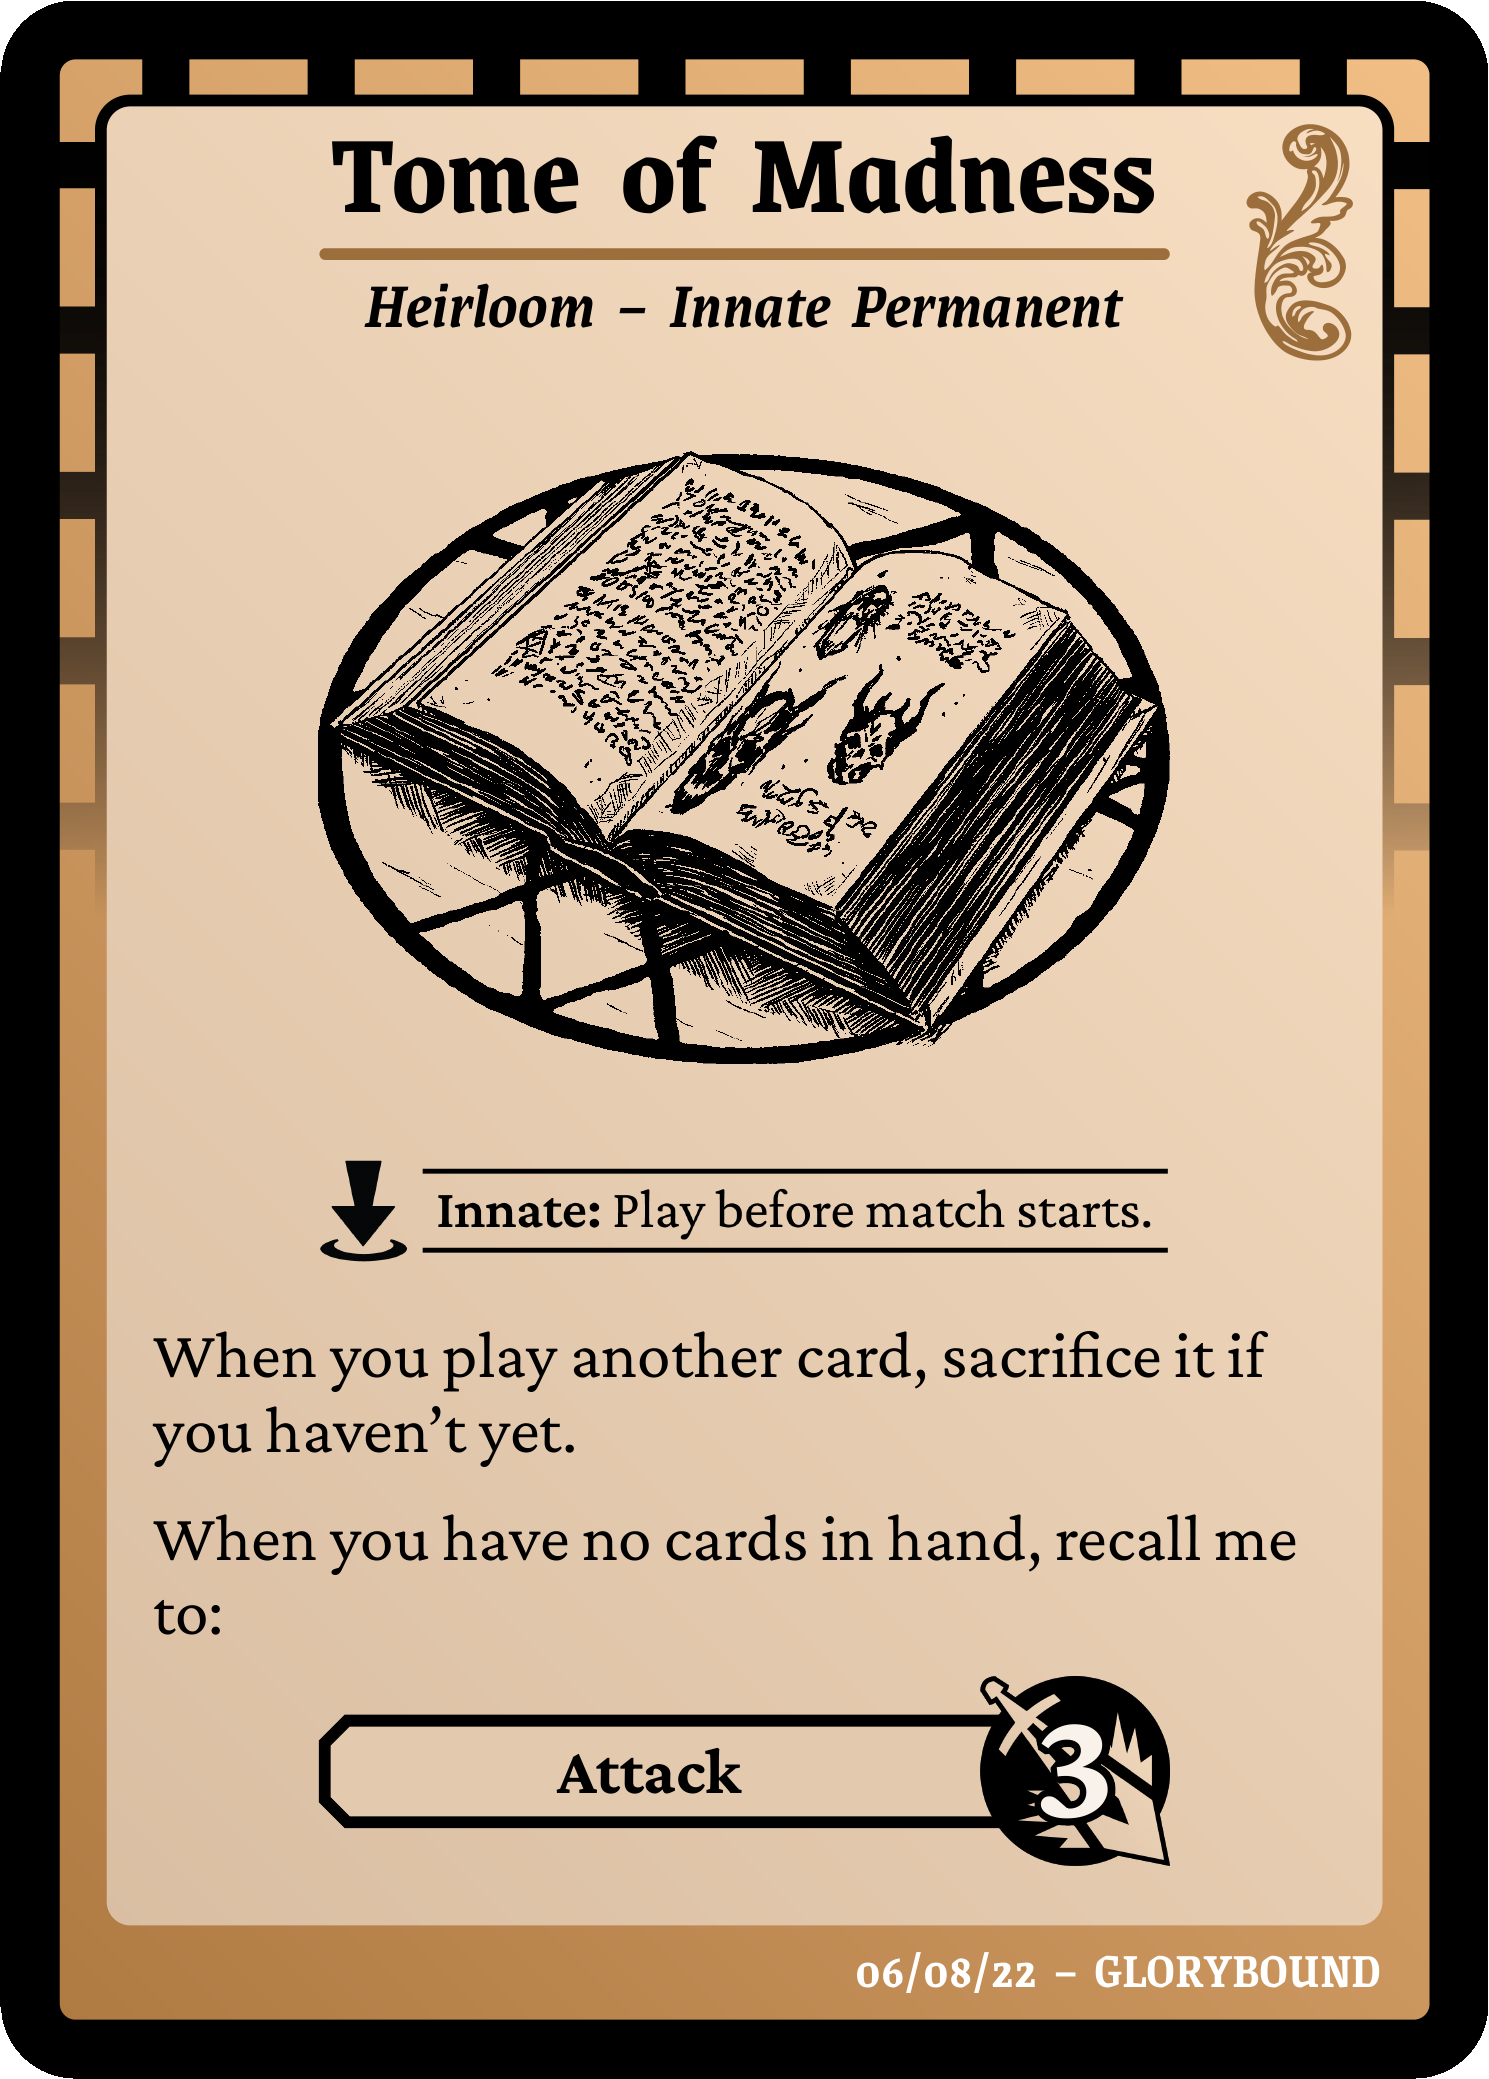 Tome of Madness
Heirloom – Innate Permanent
Innate: Play before match starts.
When you play another card, sacrifice it if
you haven’t yet.
When you have no cards in hand, recall me
to:
Attack
3
06/08/22 – GLORYBOUND